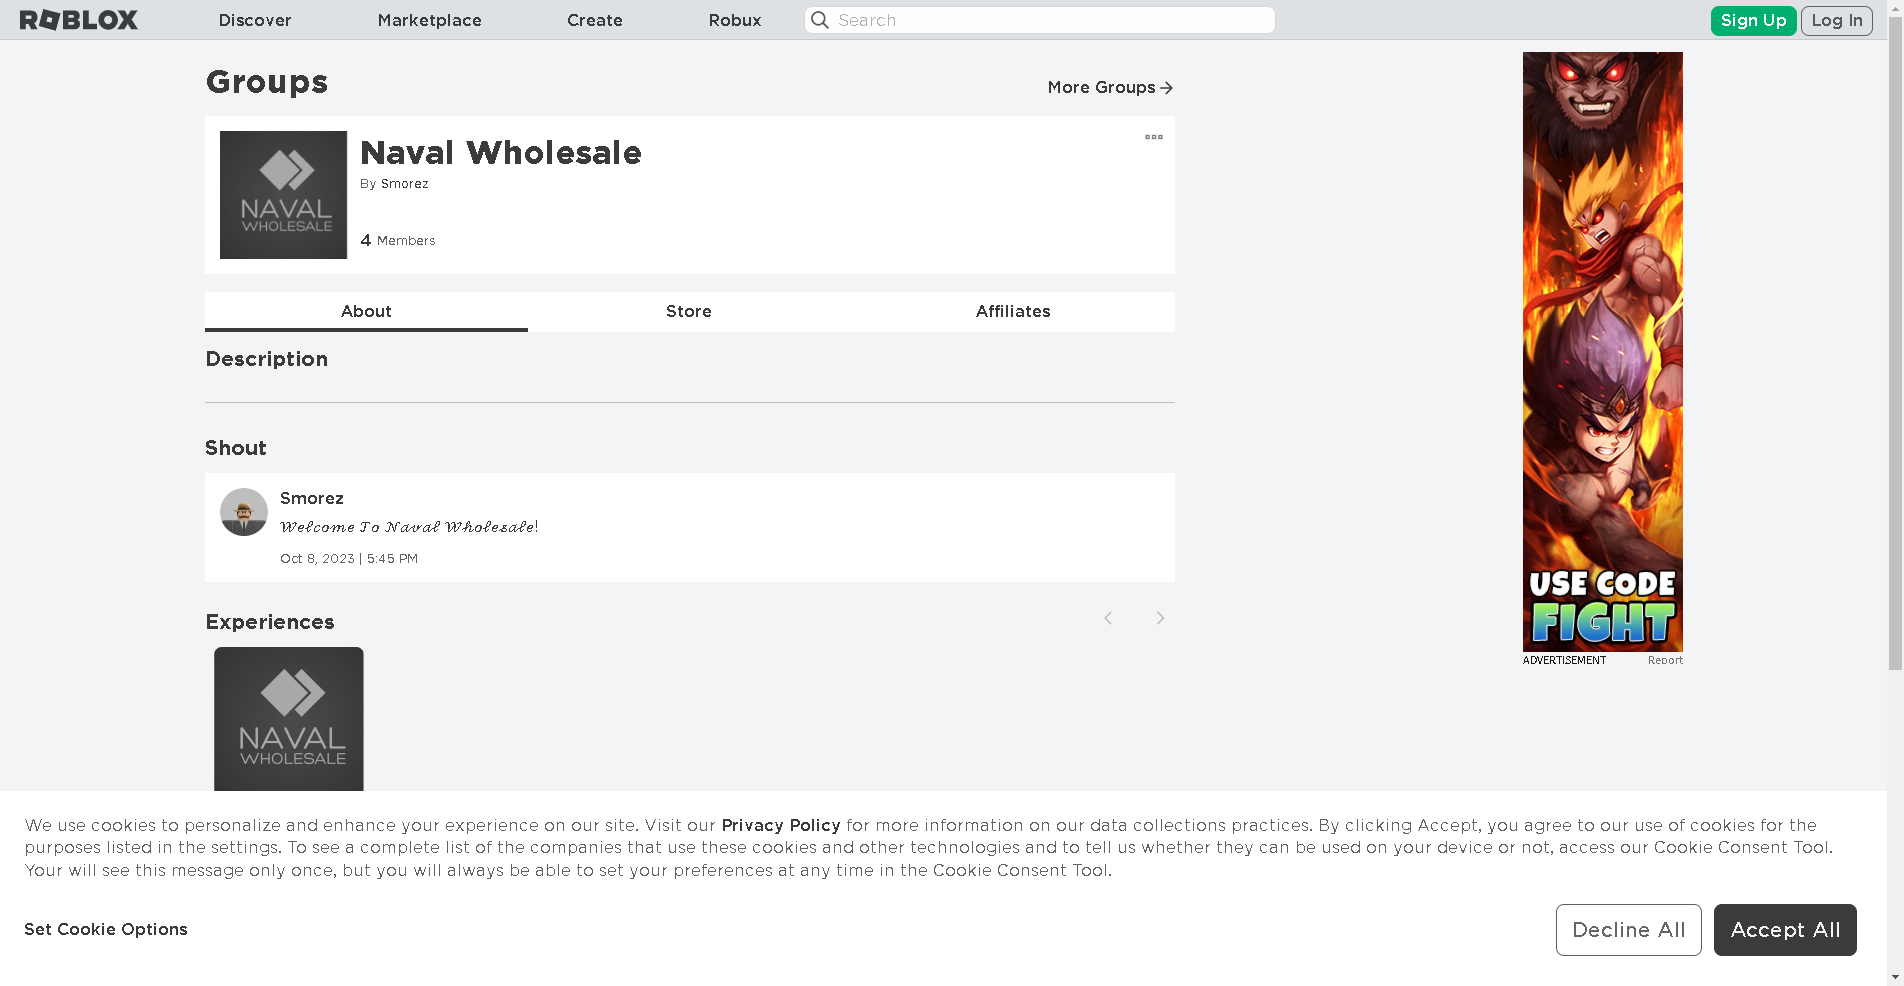 ROBLOX
Discover
Marketplace
Create
Robux
Search
Sign Up
Log In
Groups
More Groups
NAVAL
WHOLESALE
Naval Wholesale
By Smorez
4 Members
About
Store
Affiliates
Description
Shout
Smorez
𝓦𝓮𝓵𝓬𝓸𝓶𝓮 𝓣𝓸 𝓝𝓪𝓿𝓪𝓵 𝓦𝓱𝓸𝓵𝓮𝓼𝓪𝓵𝓮!
Oct 8, 2023 | 5:45 PM
Experiences
NAVAL
WHOLESALE
USE CODE
FIGHT
ADVERTISEMENT
Report
We use cookies to personalize and enhance your experience on our site. Visit our Privacy Policy for more information on our data collections practices. By clicking Accept, you agree to our use of cookies for the
purposes listed in the settings. To see a complete list of the companies that use these cookies and other technologies and to tell us whether they can be used on your device or not, access our Cookie Consent Tool.
Your will see this message only once, but you will always be able to set your preferences at any time in the Cookie Consent Tool.
Set Cookie Options
Decline All
Accept All